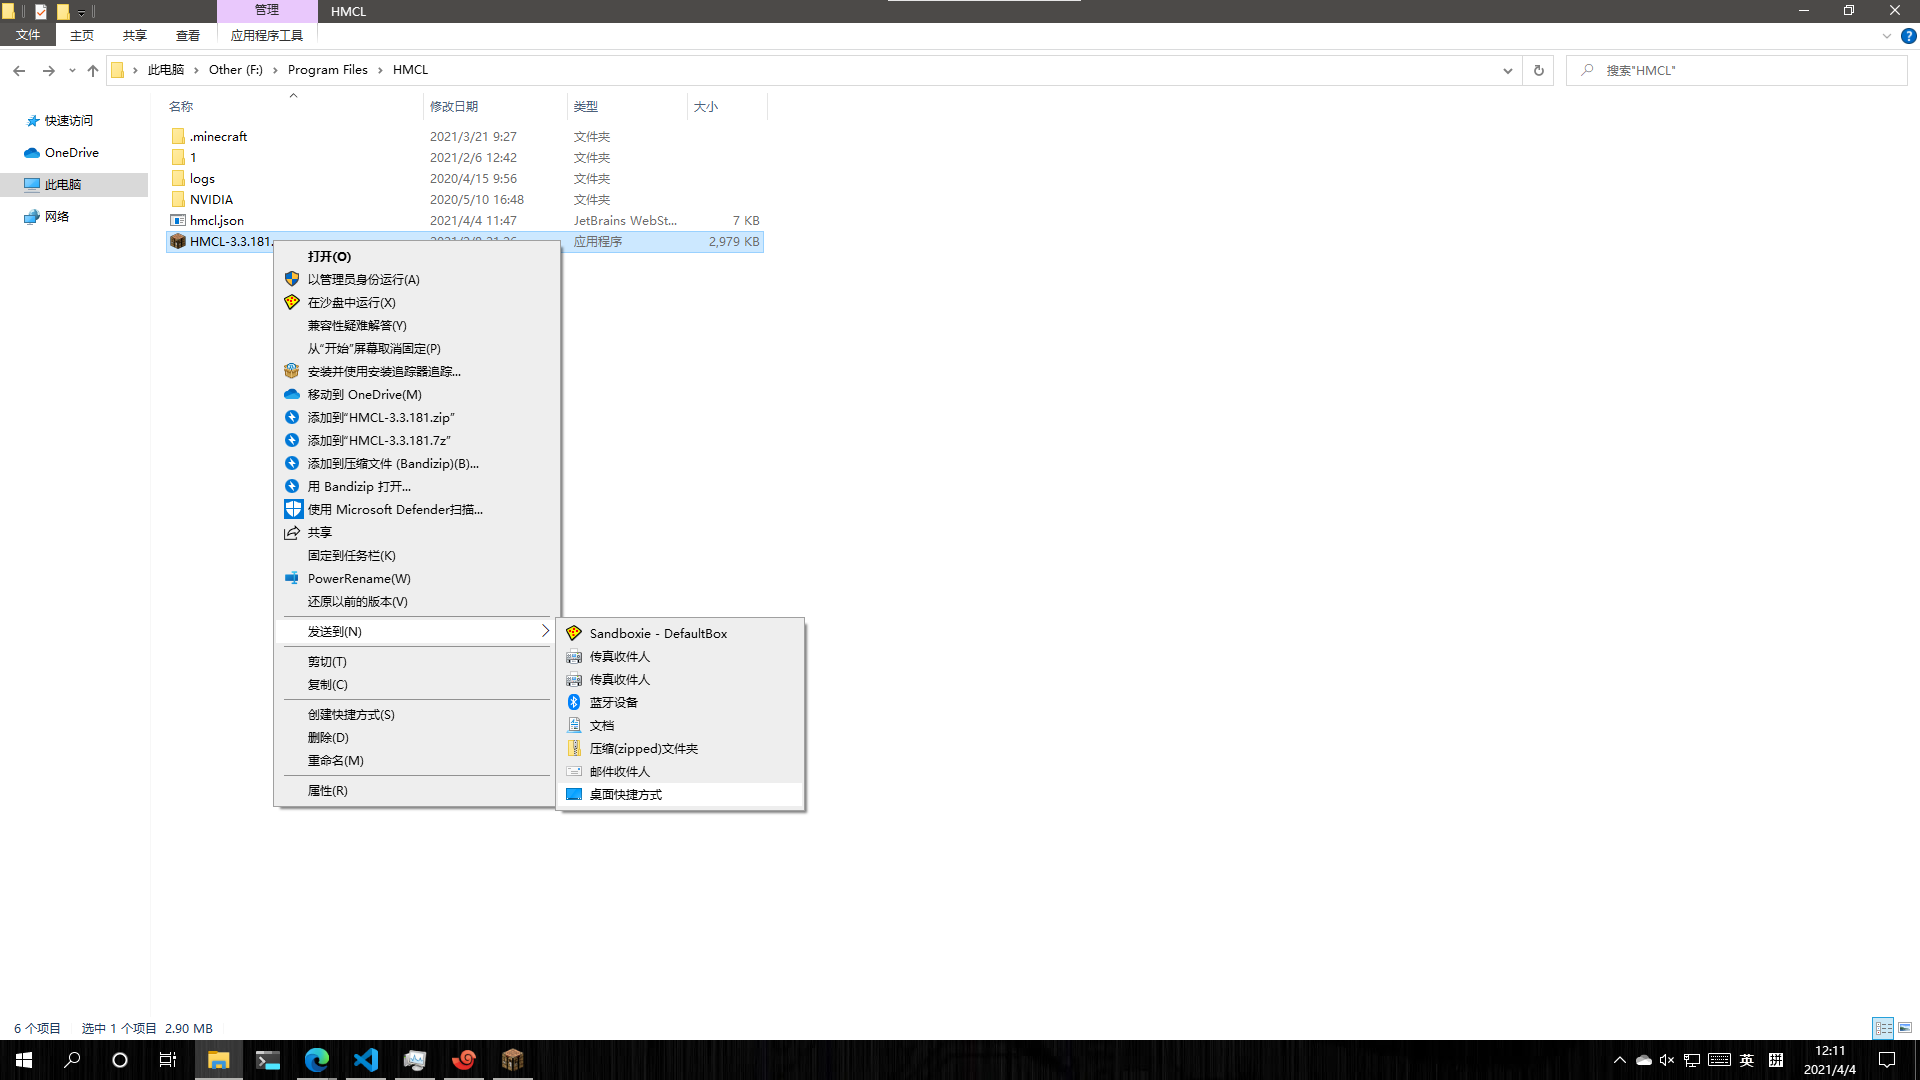 管理
HMCL
文件
主页
共享
查看
应用程序工具
此电脑
Other (F:)
Program Files
HMCL
搜索"HMCL"
名称
修改日期
类型
大小
快速访问
OneDrive
此电脑
网络
.minecraft 2021/3/21 9:27 文件夹
1 2021/2/6 12:42 文件夹
logs 2020/4/15 9:56 文件夹
NVIDIA 2020/5/10 16:48 文件夹
hmcl.json 2021/4/4 11:47 JetBrains WebSt... 7 KB
HMCL-3.3.181. 应用程序 2,979 KB
打开(O)
以管理员身份运行(A)
在沙盘中运行(X)
兼容性疑难解答(Y)
从“开始”屏幕取消固定(P)
安装并使用安装追踪器追踪...
移动到 OneDrive(M)
添加到“HMCL-3.3.181.zip”
添加到“HMCL-3.3.181.7z”
添加到压缩文件 (Bandizip)(B)...
用 Bandizip 打开...
使用 Microsoft Defender扫描...
共享
固定到任务栏(K)
PowerRename(W)
还原以前的版本(V)
发送到(N)
剪切(T)
复制(C)
创建快捷方式(S)
删除(D)
重命名(M)
属性(R)
Sandboxie - DefaultBox
传真收件人
传真收件人
蓝牙设备
文档
压缩(zipped)文件夹
邮件收件人
桌面快捷方式
6 个项目
选中 1 个项目 2.90 MB
英
拼
12:11
2021/4/4